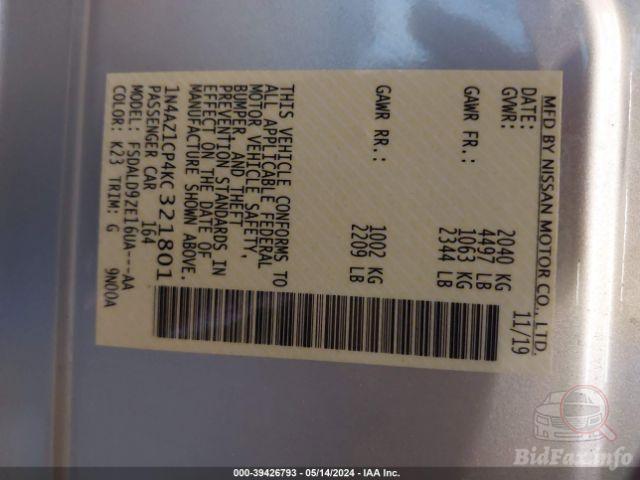 MFD BY NISSAN MOTOR CO., LTD.
DATE: 11/19
GVWR: 2040 KG
4497 LB
GAWR FR.: 1063 KG
2344 LB
GAWR RR.: 1002 KG
2209 LB
THIS VEHICLE CONFORMS TO
ALL APPLICABLE FEDERAL
MOTOR VEHICLE SAFETY,
BUMPER, AND THEFT
PREVENTION STANDARDS IN
EFFECT ON THE DATE OF
MANUFACTURE SHOWN ABOVE.
1N4AZ1CP4KC321801
PASSENGER CAR 164
MODEL: FSDALD9ZE16UA---AA
COLOR: K23 TRIM: G 9N00A
BidFax.info
000-39426793 - 05/14/2024 - IAA Inc.